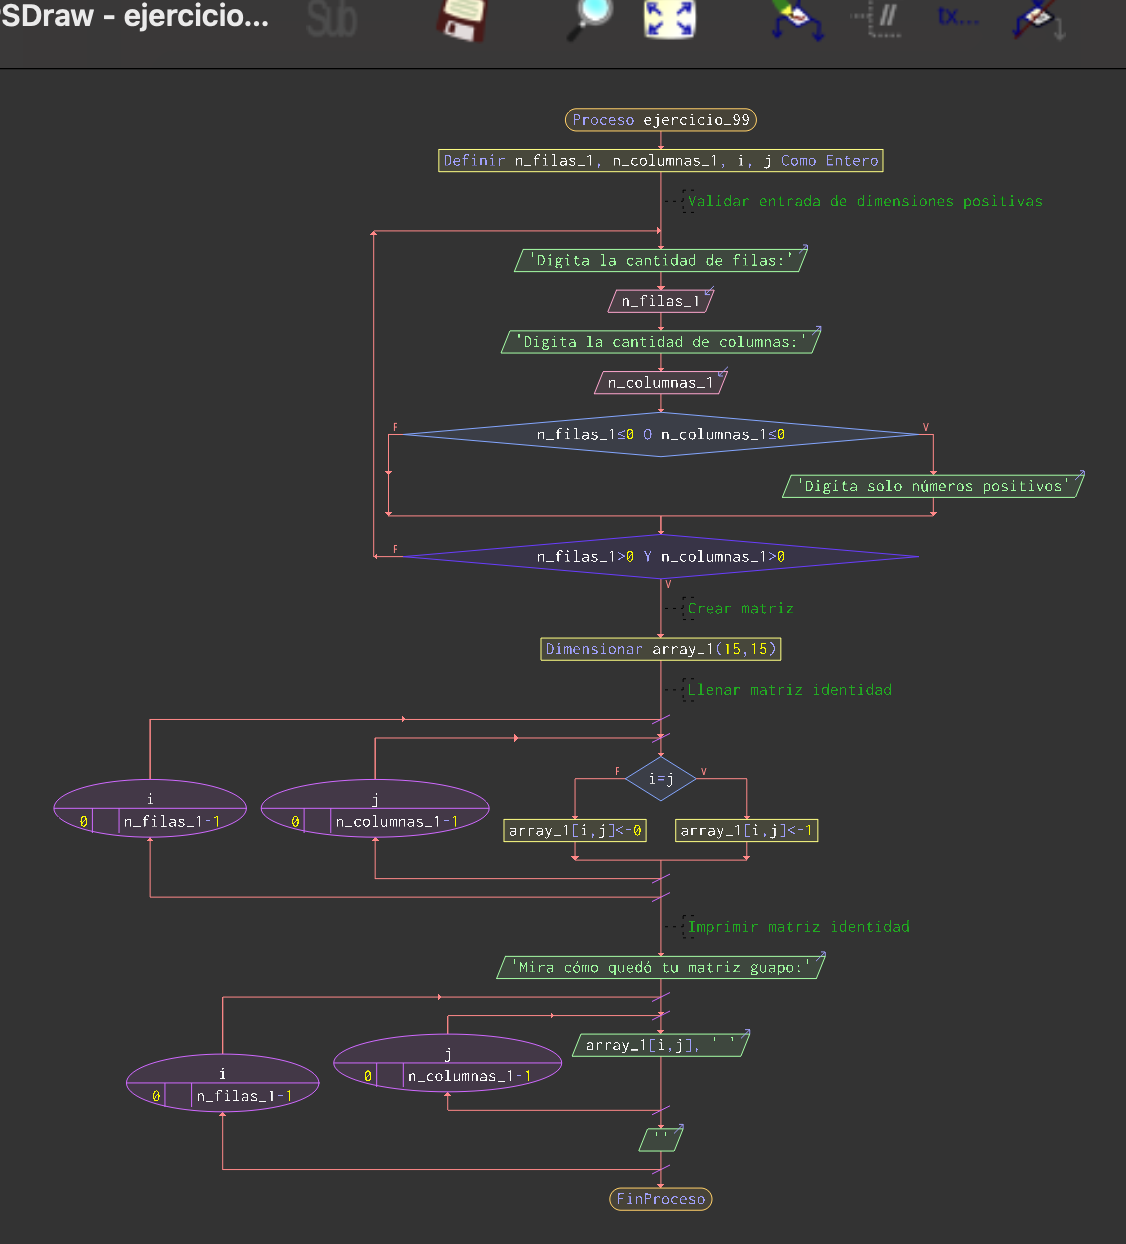 SDraw - ejercicio...
Sub
//
tx...
Proceso ejercicio_99
Definir n_filas_1, n_columnas_1, i, j Como Entero
Validar entrada de dimensiones positivas
'Digita la cantidad de filas:'
n_filas_1
'Digita la cantidad de columnas:'
n_columnas_1
F
n_filas_1≤0 O n_columnas_1≤0
V
'Digita solo números positivos'
F
n_filas_1>0 Y n_columnas_1>0
V
Crear matriz
Dimensionar array_1(15,15)
Llenar matriz identidad
F
i=j
V
i
0 n_filas_1-1
j
0 n_columnas_1-1
array_1[i,j]<-0
array_1[i,j]<-1
Imprimir matriz identidad
'Mira cómo quedó tu matriz guapo:'
array_1[i,j], ' '
j
0 n_columnas_1-1
i
0 n_filas_1-1
''
FinProceso